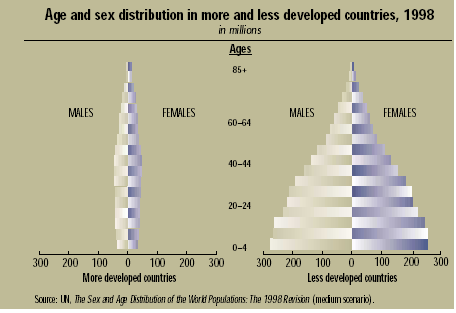 Age and sex distribution in more and less developed countries, 1998
in millions
Ages
85+
MALES FEMALES MALES FEMALES
60–64
40–44
20–24
0–4
300 200 100 0 100 200 300 300 200 100 0 100 200 300
More developed countries Less developed countries
Source: UN, The Sex and Age Distribution of the World Populations: The 1998 Revision (medium scenario).